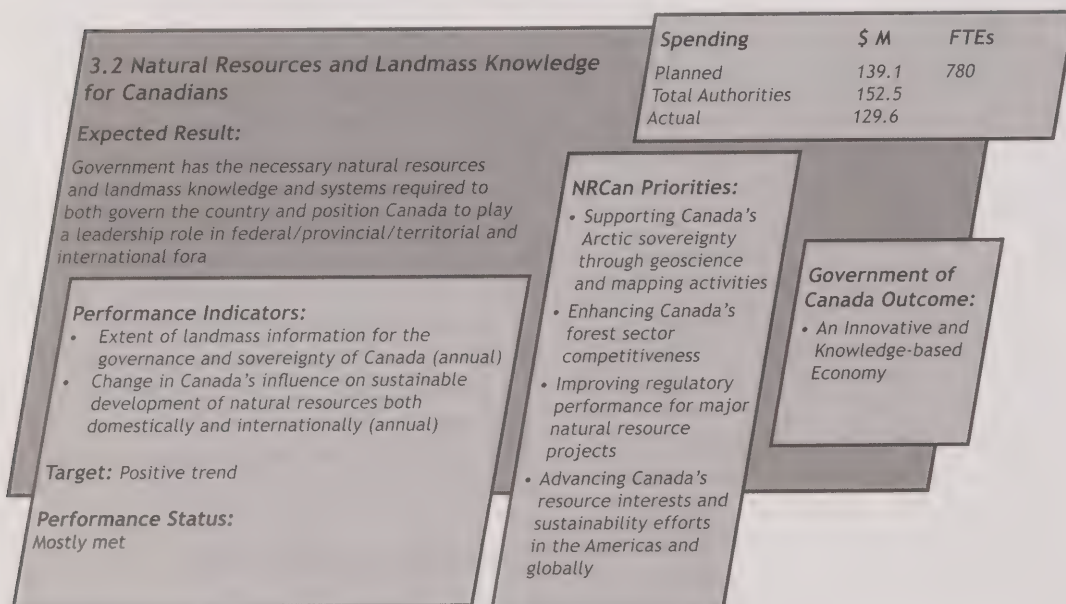 3.2 Natural Resources and Landmass Knowledge
for Canadians
Expected Result:
Government has the necessary natural resources
and landmass knowledge and systems required to
both govern the country and position Canada to play
a leadership role in federal/provincial/territorial and
international fora
Spending $ M FTEs
Planned 139.1 780
Total Authorities 152.5
Actual 129.6
Performance Indicators:
• Extent of landmass information for the
governance and sovereignty of Canada (annual)
• Change in Canada's influence on sustainable
development of natural resources both
domestically and internationally (annual)
Target: Positive trend
Performance Status:
Mostly met
NRCan Priorities:
• Supporting Canada's
Arctic sovereignty
through geoscience
and mapping activities
• Enhancing Canada's
forest sector
competitiveness
• Improving regulatory
performance for major
natural resource
projects
• Advancing Canada's
resource interests and
sustainability efforts
in the Americas and
globally
Government of
Canada Outcome:
• An Innovative and
Knowledge-based
Economy